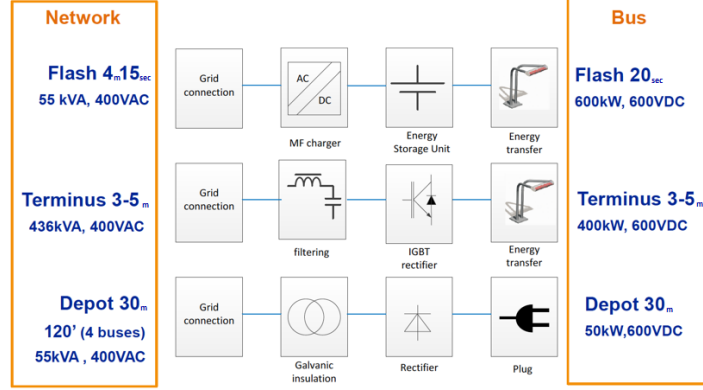 Network
Bus
Flash 4m15sec
55 kVA, 400VAC
Grid
connection
AC
DC
MF charger
Energy
Storage Unit
Energy
transfer
Flash 20sec
600kW, 600VDC
Terminus 3-5m
436kVA, 400VAC
Grid
connection
filtering
IGBT
rectifier
Energy
transfer
Terminus 3-5m
400kW, 600VDC
Depot 30m
120' (4 buses)
55kVA , 400VAC
Grid
connection
Galvanic
insulation
Rectifier
Plug
Depot 30m
50kW,600VDC